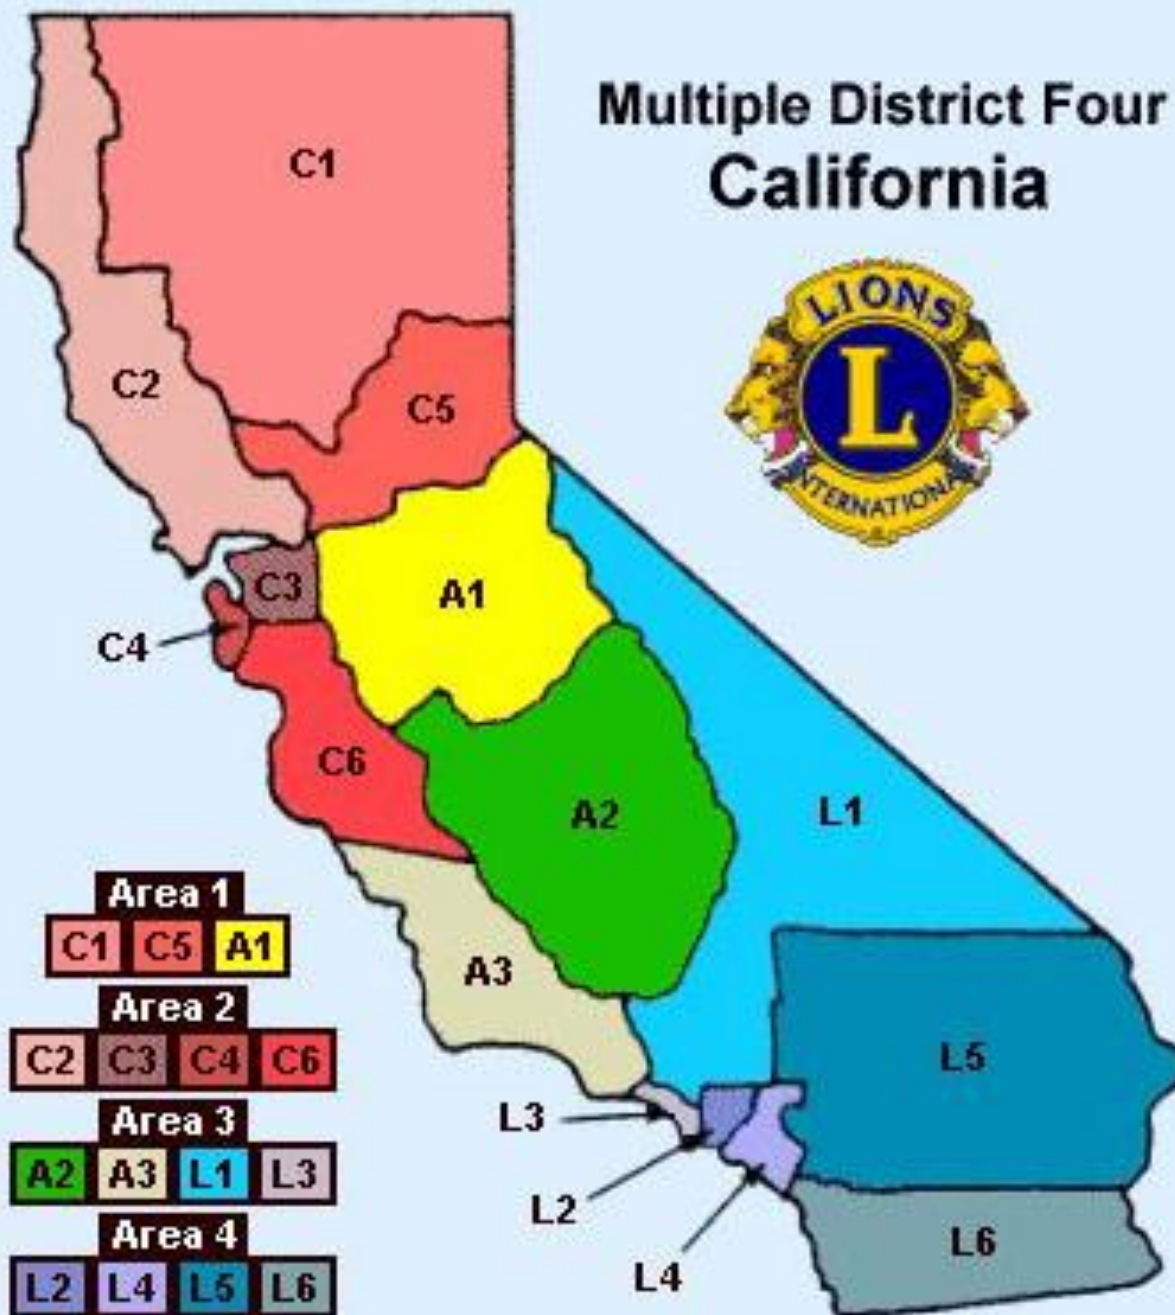 Multiple District Four
California
LIONS
L
INTERNATIONAL
C1
C2
C5
C3
A1
C4
C6
A2
L1
A3
L5
L3
L2
L4
L6
Area 1
C1 C5 A1
Area 2
C2 C3 C4 C6
Area 3
A2 A3 L1 L3
Area 4
L2 L4 L5 L6